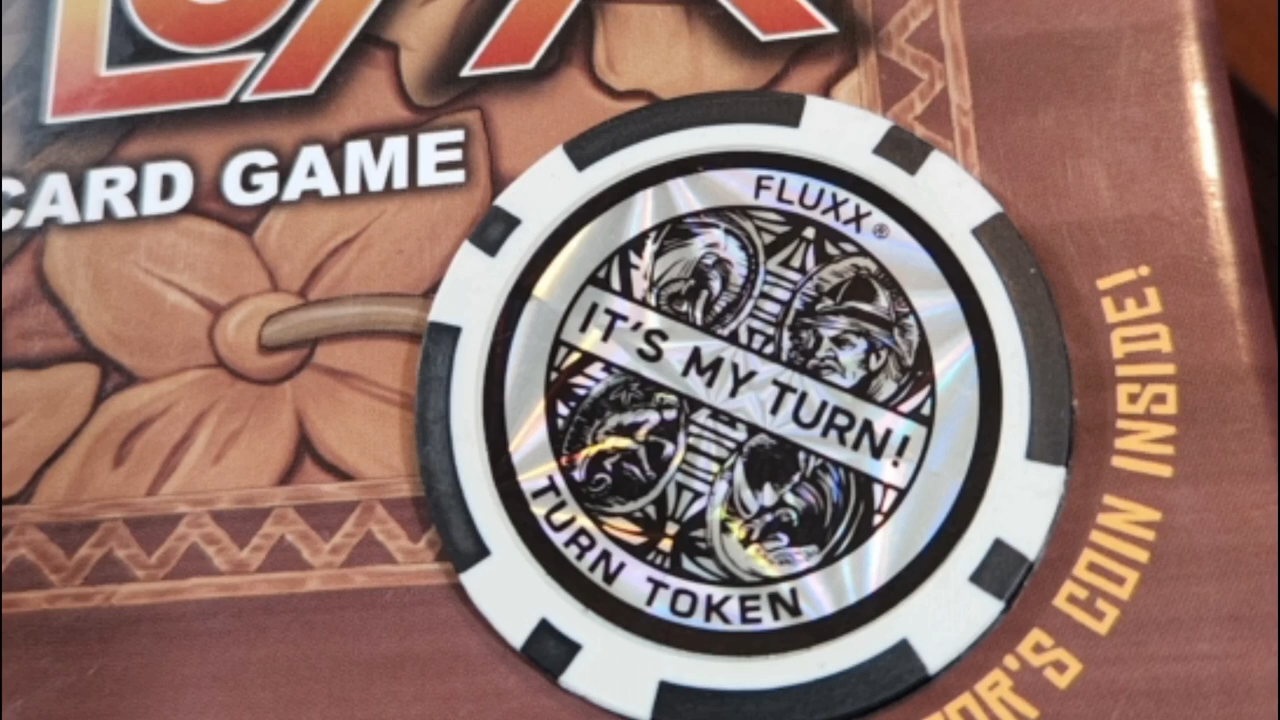 CARD GAME
FLUXX®
IT'S MY TURN!
TURN TOKEN
COIN INSIDE!